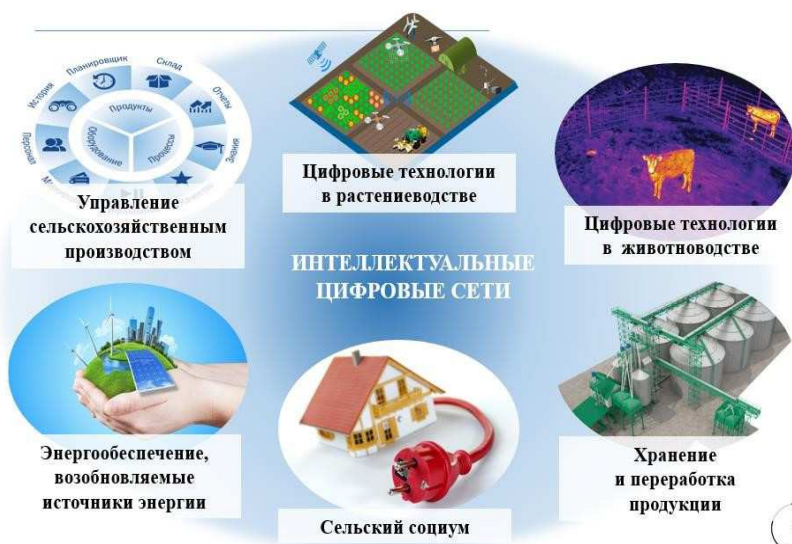 Планировщик
Склад
Отчеты
Знания
История
Персонал
Продукты
Оборудование
Процессы
Управление
сельскохозяйственным
производством
Цифровые технологии
в растениеводстве
Цифровые технологии
в животноводстве
ИНТЕЛЛЕКТУАЛЬНЫЕ
ЦИФРОВЫЕ СЕТИ
Энергообеспечение,
возобновляемые
источники энергии
Сельский социум
Хранение
и переработка
продукции